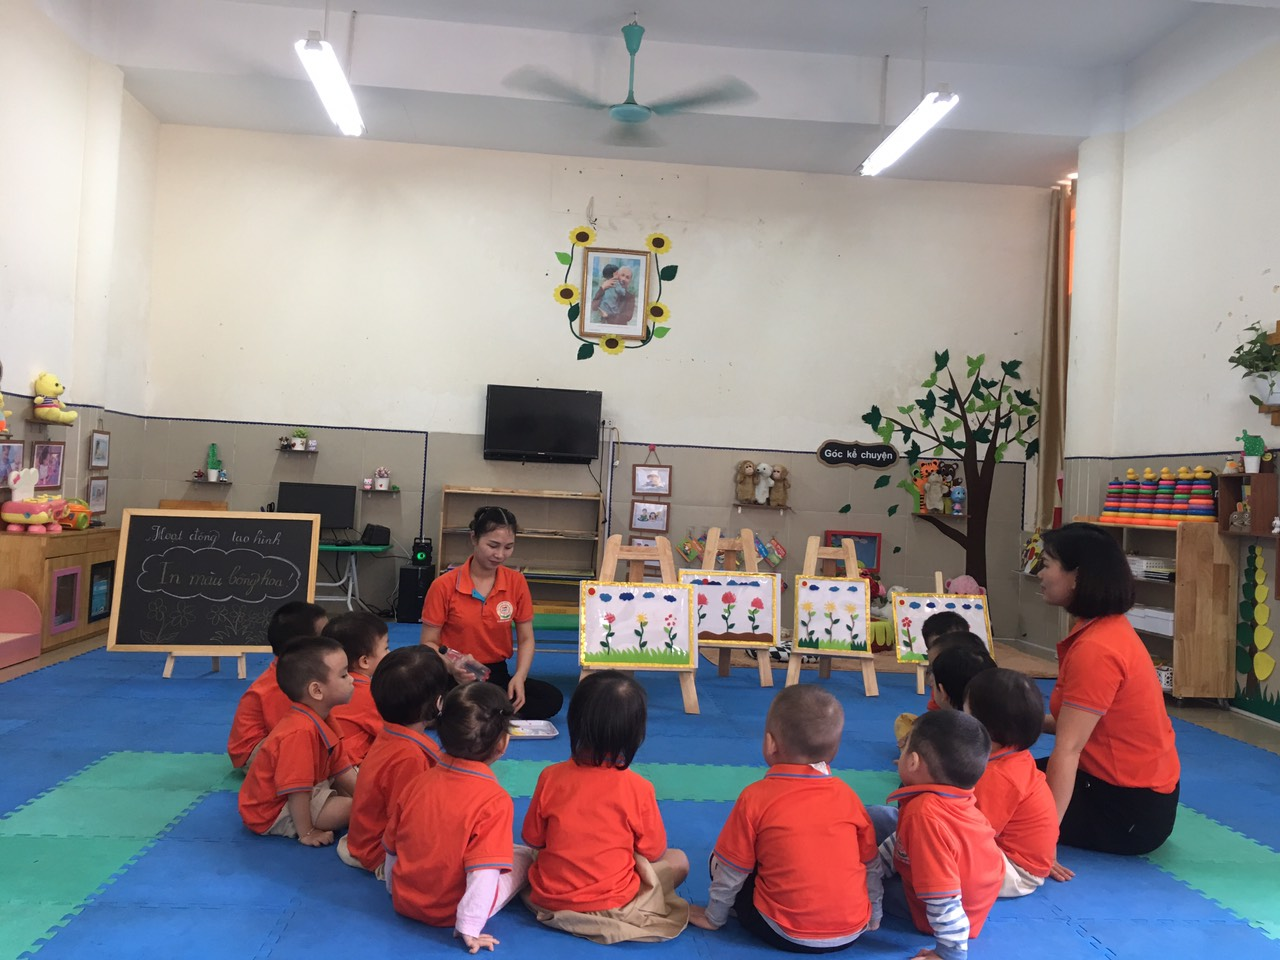 Hoạt động tạo hình
In màu bông hoa!
Góc kể chuyện